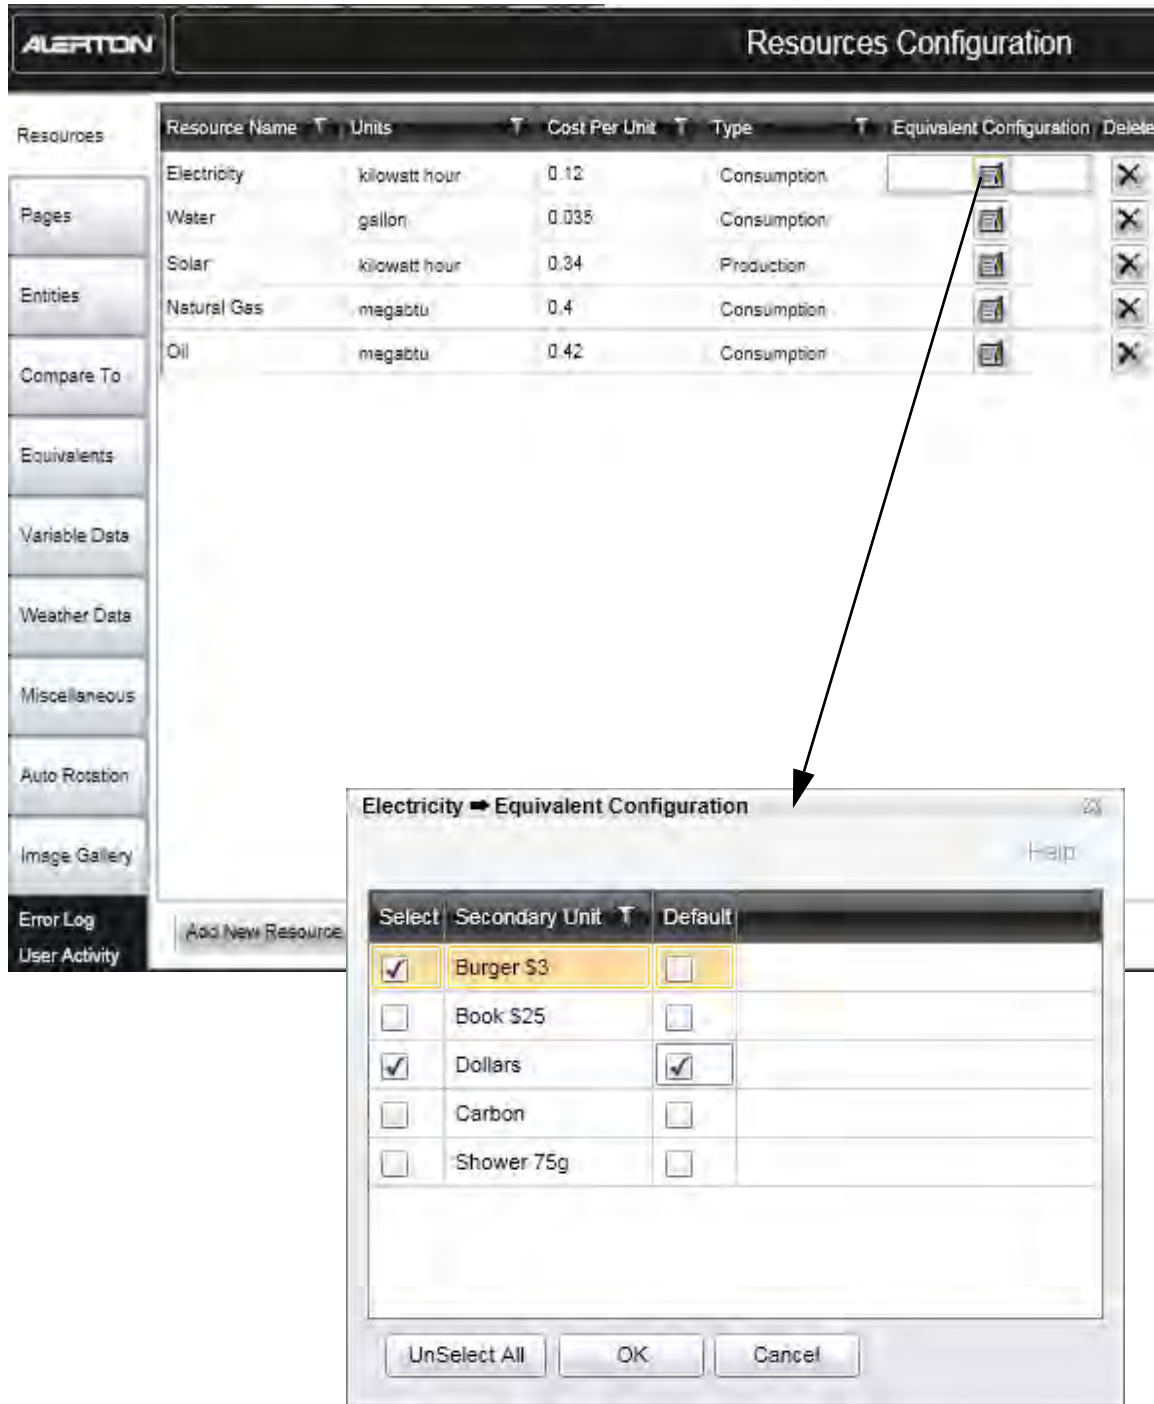 ALERTON
Resources Configuration
Resources
Pages
Entities
Compare To
Equivalents
Variable Data
Weather Data
Miscellaneous
Auto Rotation
Image Gallery
Error Log
User Activity
Resource Name Units Cost Per Unit Type Equivalent Configuration Delete
Electricity kilowatt hour 0.12 Consumption
Water gallon 0.035 Consumption
Solar kilowatt hour 0.34 Production
Natural Gas megabtu 0.4 Consumption
Oil megabtu 0.42 Consumption
Add New Resource
Electricity ➡ Equivalent Configuration
Help
Select Secondary Unit Default
Burger $3
Book $25
Dollars
Carbon
Shower 75g
UnSelect All OK Cancel